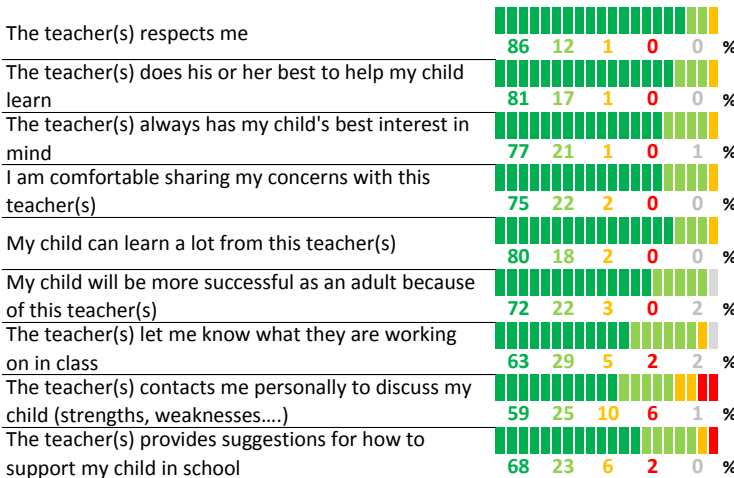 The teacher(s) respects me
86 12 1 0 0 %
The teacher(s) does his or her best to help my child
learn
81 17 1 0 0 %
The teacher(s) always has my child's best interest in
mind
77 21 1 0 1 %
I am comfortable sharing my concerns with this
teacher(s)
75 22 2 0 0 %
My child can learn a lot from this teacher(s)
80 18 2 0 0 %
My child will be more successful as an adult because
of this teacher(s)
72 22 3 0 2 %
The teacher(s) let me know what they are working
on in class
63 29 5 2 2 %
The teacher(s) contacts me personally to discuss my
child (strengths, weaknesses….)
59 25 10 6 1 %
The teacher(s) provides suggestions for how to
support my child in school
68 23 6 2 0 %